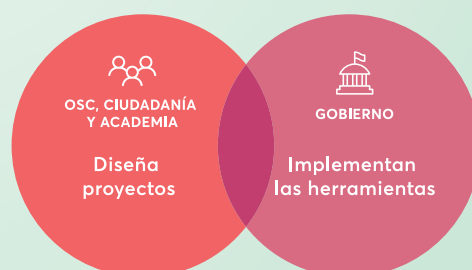 OSC, CIUDADANÍA
Y ACADEMIA
Diseña
proyectos
GOBIERNO
Implementan
las herramientas